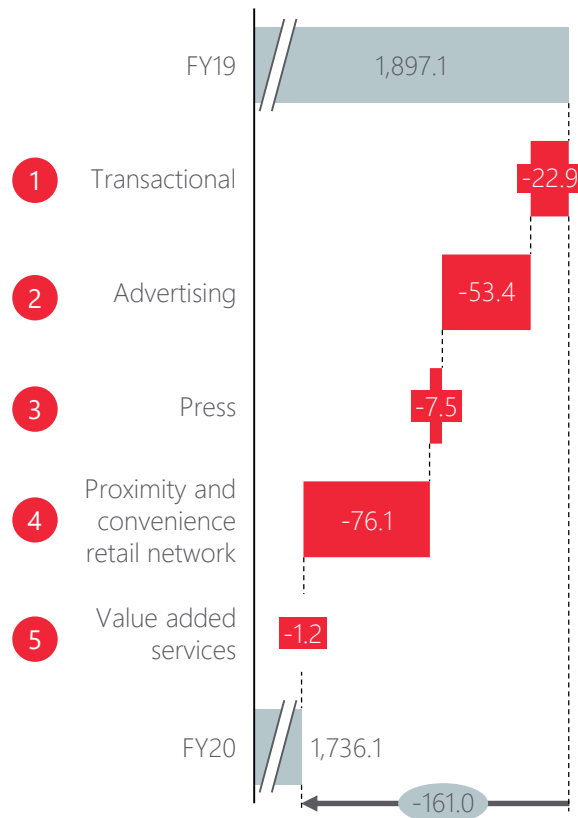 FY19
1,897.1
1
Transactional
-22.9
2
Advertising
-53.4
3
Press
-7.5
4
Proximity and
convenience
retail network
-76.1
5
Value added
services
-1.2
FY20
1,736.1
-161.0